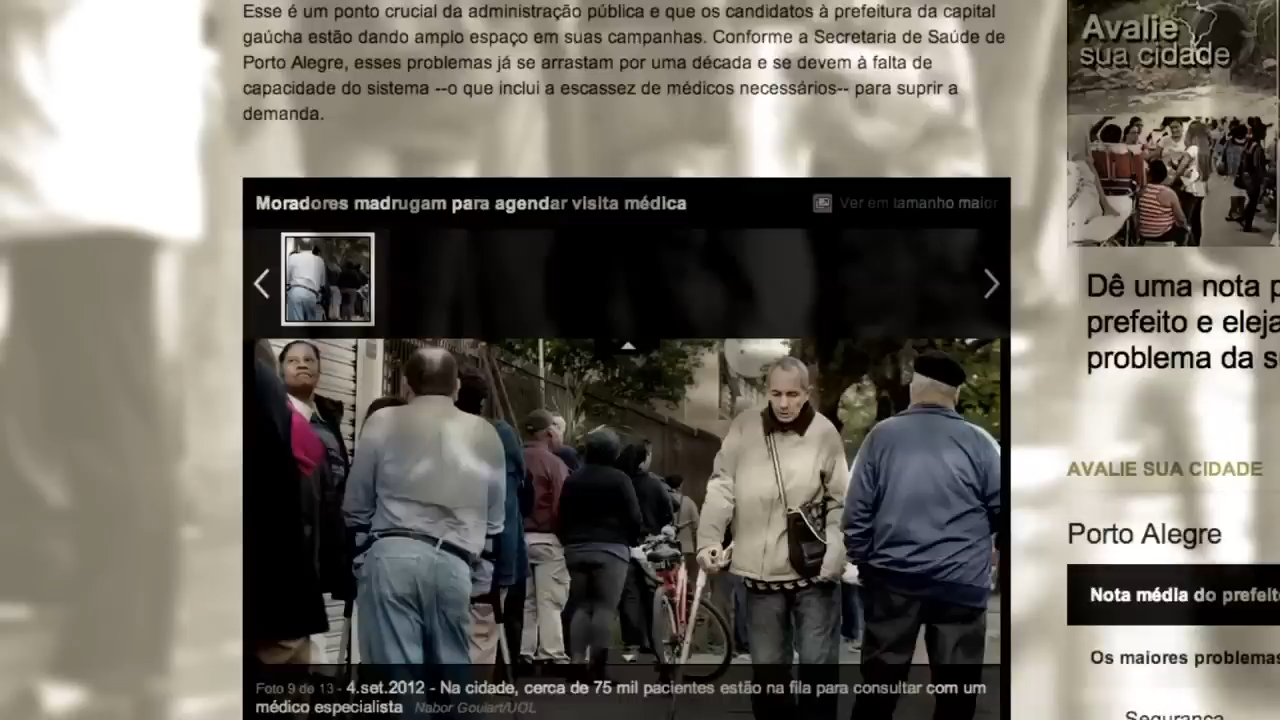 Esse é um ponto crucial da administração pública e que os candidatos à prefeitura da capital
gaúcha estão dando amplo espaço em suas campanhas. Conforme a Secretaria de Saúde de
Porto Alegre, esses problemas já se arrastam por uma década e se devem à falta de
capacidade do sistema --o que inclui a escassez de médicos necessários-- para suprir a
demanda.
Moradores madrugam para agendar visita médica
Ver em tamanho maior
Foto 9 de 13 - 4.set.2012 - Na cidade, cerca de 75 mil pacientes estão na fila para consultar com um
médico especialista Nabor Goulart/UOL
Avalie
sua cidade
Dê uma nota p
prefeito e eleja
problema da s
AVALIE SUA CIDADE
Porto Alegre
Nota média do prefeito
Os maiores problemas
Segurança